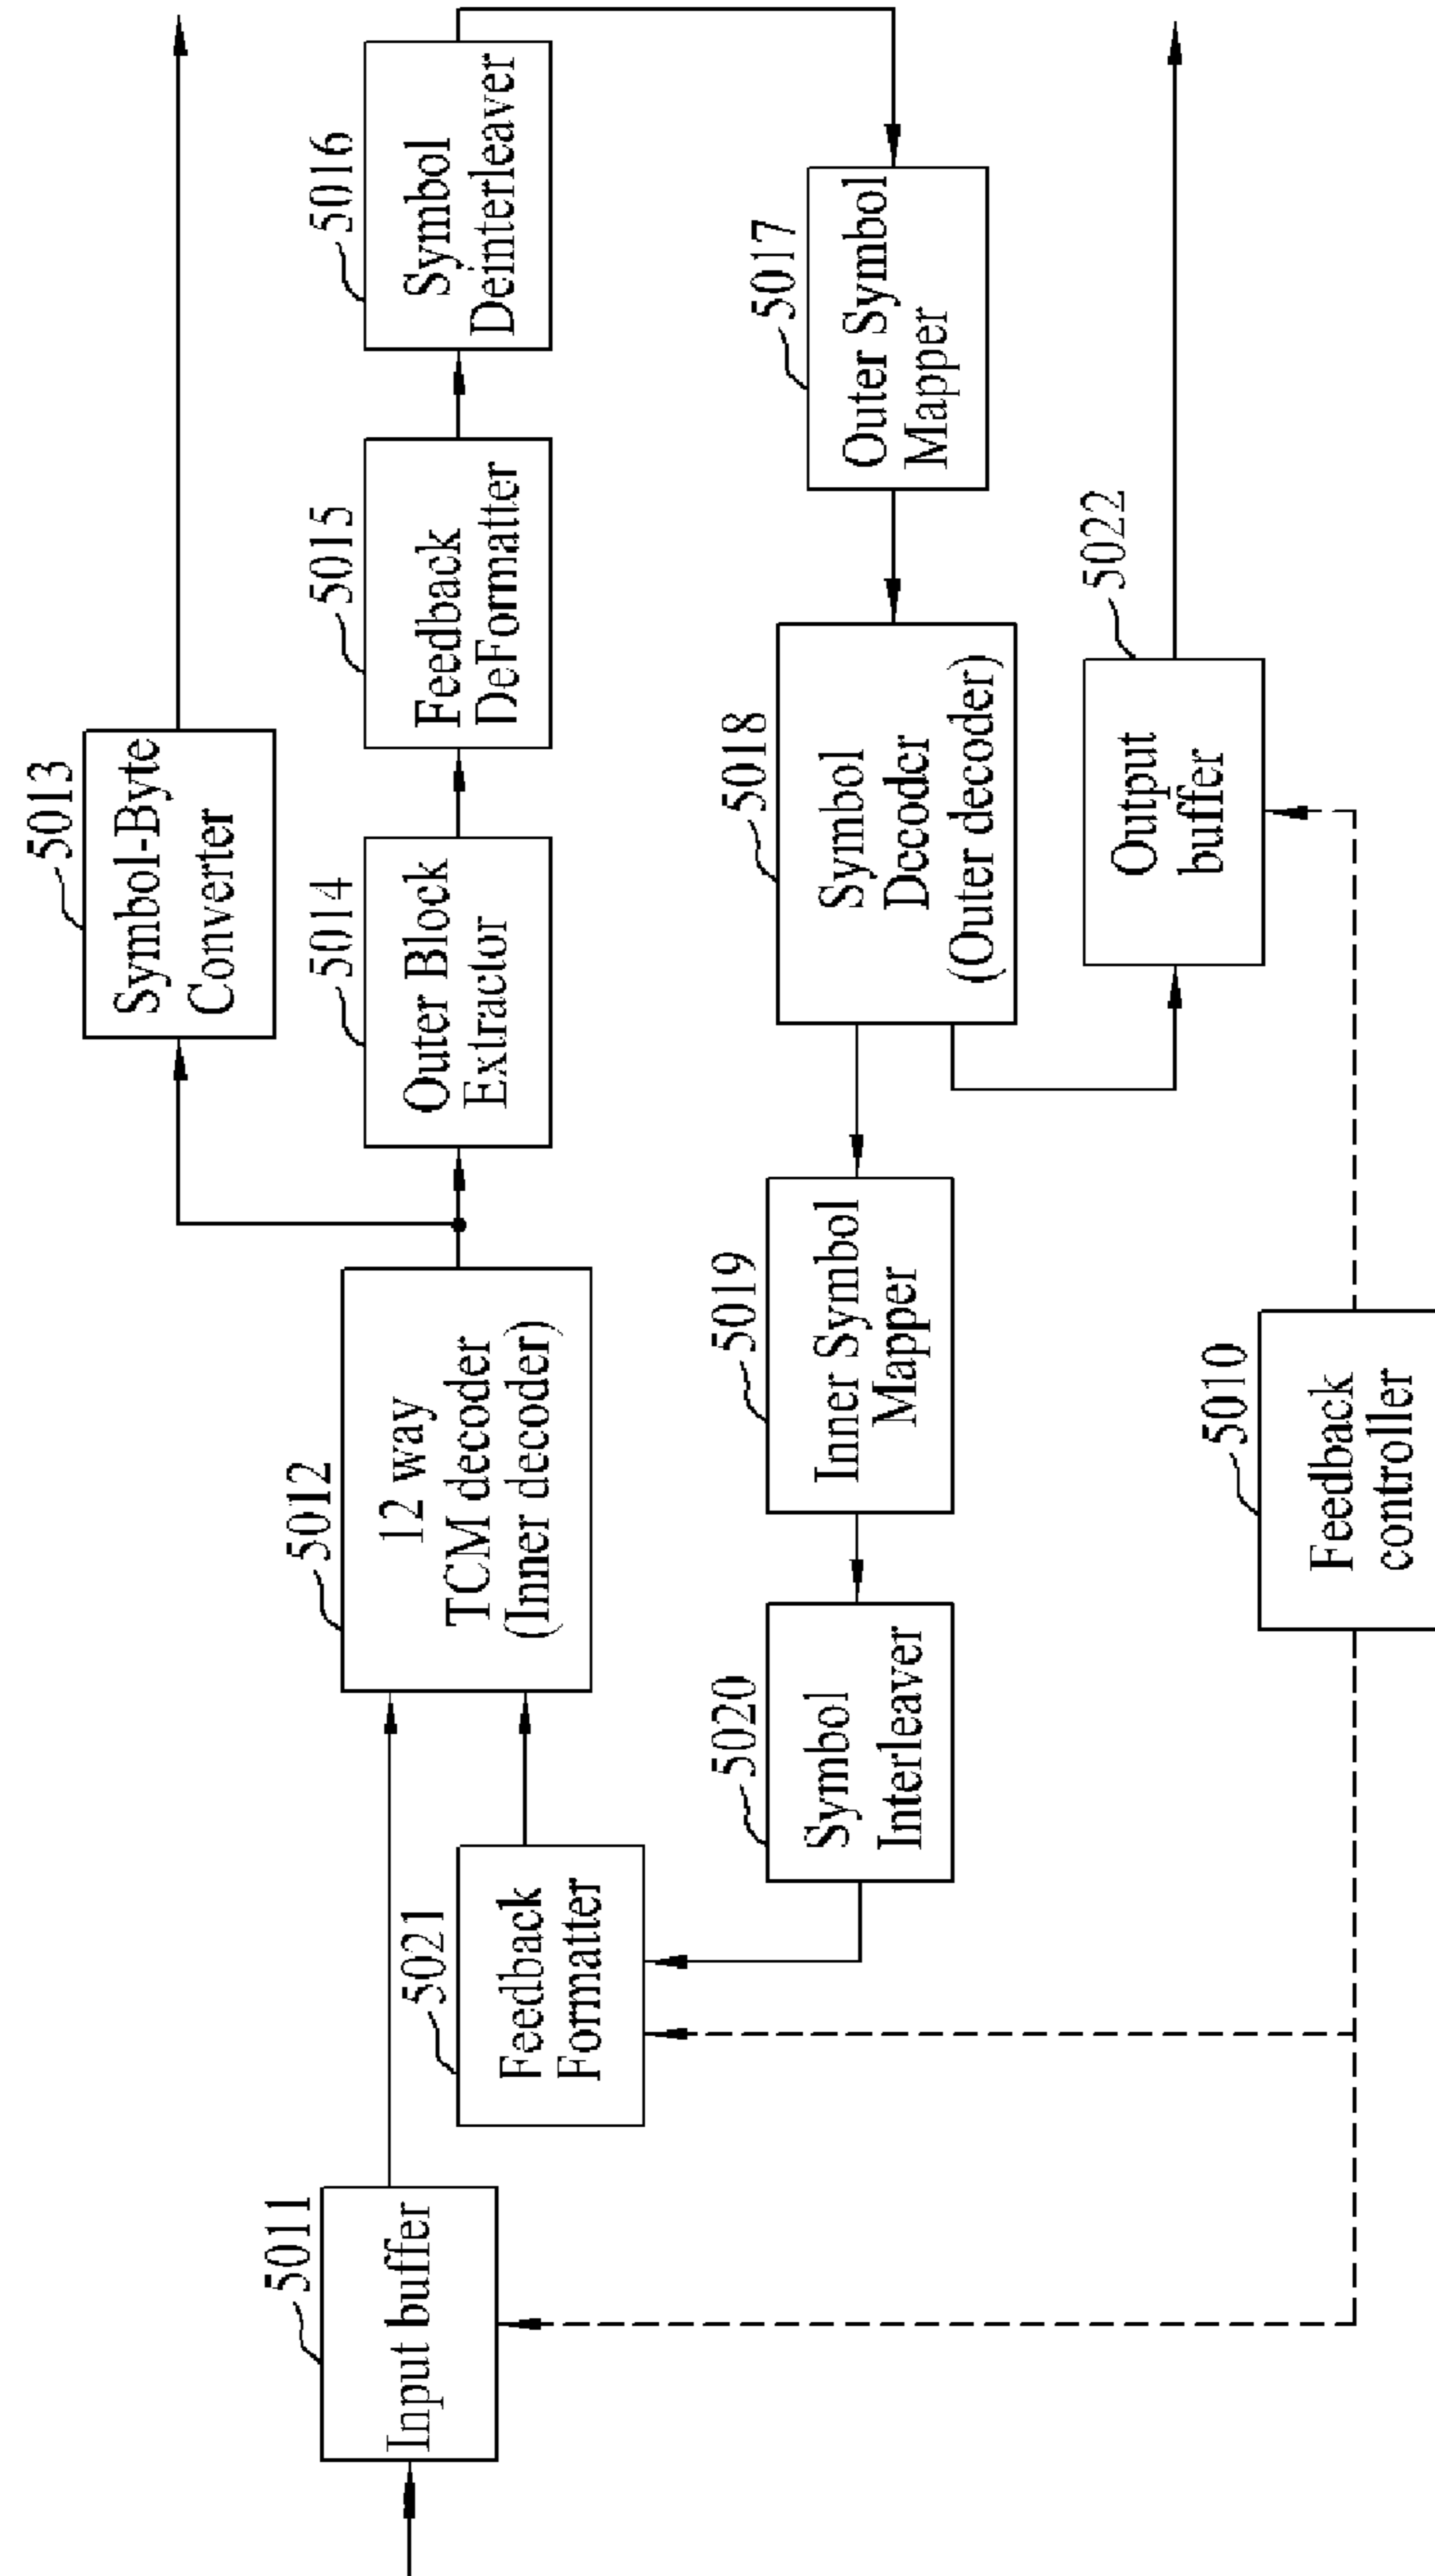 5013
Symbol-Byte
Converter
5011
Input buffer
5012
12 way
TCM decoder
(Inner decoder)
5014
Outer Block
Extractor
5015
Feedback
DeFormatter
5016
Symbol
Deinterleaver
5021
Feedback
Formatter
5020
Symbol
Interleaver
5019
Inner Symbol
Mapper
5018
Symbol
Decoder
(Outer decoder)
5017
Outer Symbol
Mapper
5022
Output
buffer
5010
Feedback
controller